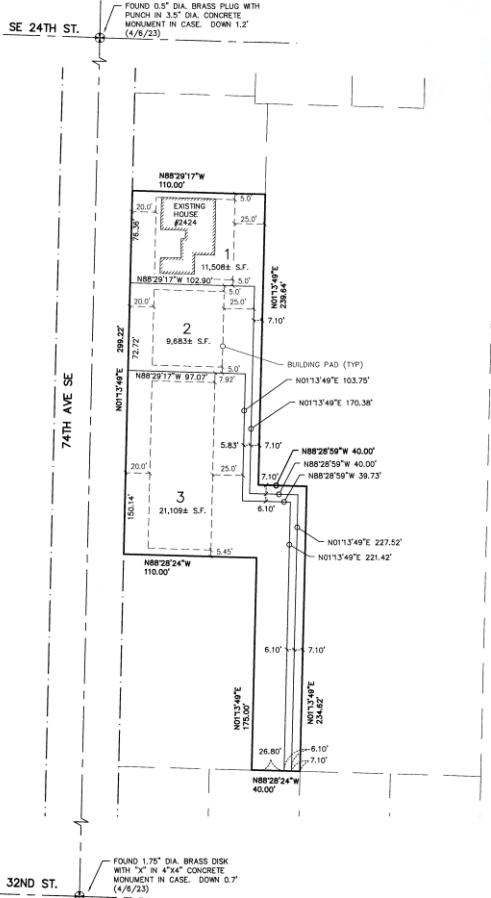 FOUND 0.5" DIA. BRASS PLUG WITH
PUNCH IN 3.5" DIA. CONCRETE
MONUMENT IN CASE. DOWN 1.2'
(4/6/23)
SE 24TH ST.
N88°29'17"W
110.00'
20.0'
EXISTING
HOUSE
#2424
5.0'
25.0'
76.36'
1
11,508± S.F.
N01°13'49"E
239.64'
N88°29'17"W 102.90'
5.0'
5.0'
20.0'
25.0'
7.10'
2
9,683± S.F.
299.22'
72.72'
N01°13'49"E
BUILDING PAD (TYP)
5.0'
N88°29'17"W 97.07'
7.92'
N01°13'49"E 103.75'
N01°13'49"E 170.38'
74TH AVE SE
5.83'
7.10'
N88°28'59"W 40.00'
N88°28'59"W 40.00'
N88°28'59"W 39.73'
20.0'
25.0'
7.10'
6.10'
3
21,109± S.F.
150.14'
N01°13'49"E 227.52'
N01°13'49"E 221.42'
5.45'
N88°28'24"W
110.00'
6.10'
7.10'
N01°13'49"E
175.00'
N01°13'49"E
234.62'
26.80'
6.10'
7.10'
N88°28'24"W
40.00'
FOUND 1.75" DIA. BRASS DISK
WITH "X" IN 4"X4" CONCRETE
MONUMENT IN CASE. DOWN 0.7'
(4/6/23)
32ND ST.